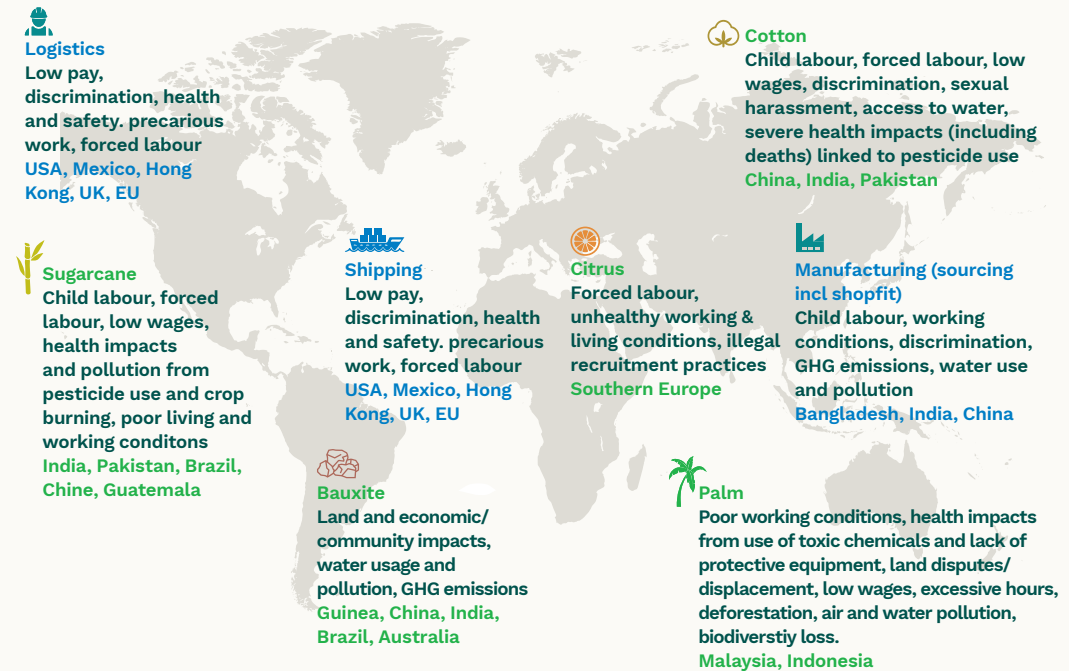 Logistics
Low pay,
discrimination, health
and safety. precarious
work, forced labour
USA, Mexico, Hong
Kong, UK, EU
Cotton
Child labour, forced labour, low
wages, discrimination, sexual
harassment, access to water,
severe health impacts (including
deaths) linked to pesticide use
China, India, Pakistan
Sugarcane
Child labour, forced
labour, low wages,
health impacts
and pollution from
pesticide use and crop
burning, poor living and
working conditons
India, Pakistan, Brazil,
Chine, Guatemala
Shipping
Low pay,
discrimination, health
and safety. precarious
work, forced labour
USA, Mexico, Hong
Kong, UK, EU
Citrus
Forced labour,
unhealthy working &
living conditions, illegal
recruitment practices
Southern Europe
Manufacturing (sourcing
incl shopfit)
Child labour, working
conditions, discrimination,
GHG emissions, water use
and pollution
Bangladesh, India, China
Bauxite
Land and economic/
community impacts,
water usage and
pollution, GHG emissions
Guinea, China, India,
Brazil, Australia
Palm
Poor working conditions, health impacts
from use of toxic chemicals and lack of
protective equipment, land disputes/
displacement, low wages, excessive hours,
deforestation, air and water pollution,
biodiverstiy loss.
Malaysia, Indonesia